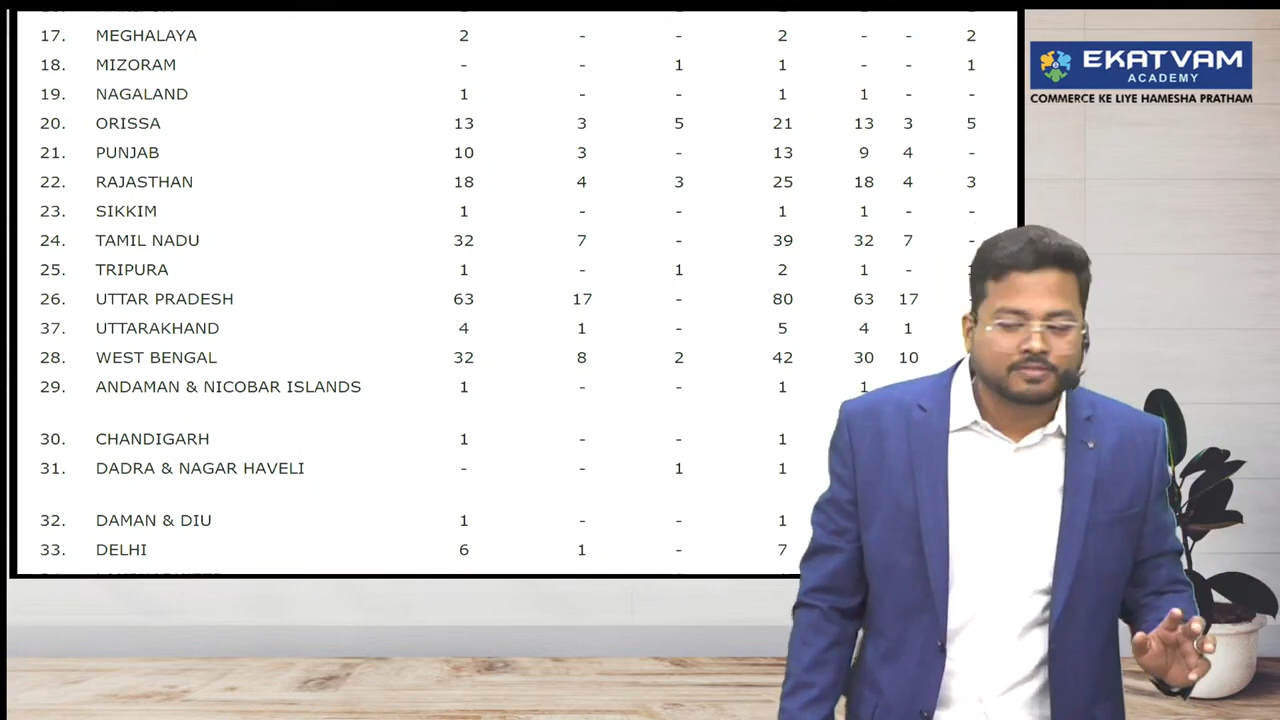 17. MEGHALAYA 2 - - 2 - - 2
18. MIZORAM - - 1 1 - - 1
19. NAGALAND 1 - - 1 1 - -
20. ORISSA 13 3 5 21 13 3 5
21. PUNJAB 10 3 - 13 9 4 -
22. RAJASTHAN 18 4 3 25 18 4 3
23. SIKKIM 1 - - 1 1 - -
24. TAMIL NADU 32 7 - 39 32 7 -
25. TRIPURA 1 - 1 2 1 -
26. UTTAR PRADESH 63 17 - 80 63 17
37. UTTARAKHAND 4 1 - 5 4 1
28. WEST BENGAL 32 8 2 42 30 10
29. ANDAMAN & NICOBAR ISLANDS 1 - - 1 1
30. CHANDIGARH 1 - - 1
31. DADRA & NAGAR HAVELI - - 1 1
32. DAMAN & DIU 1 - - 1
33. DELHI 6 1 - 7
EKATVAM
ACADEMY
COMMERCE KE LIYE HAMESHA PRATHAM